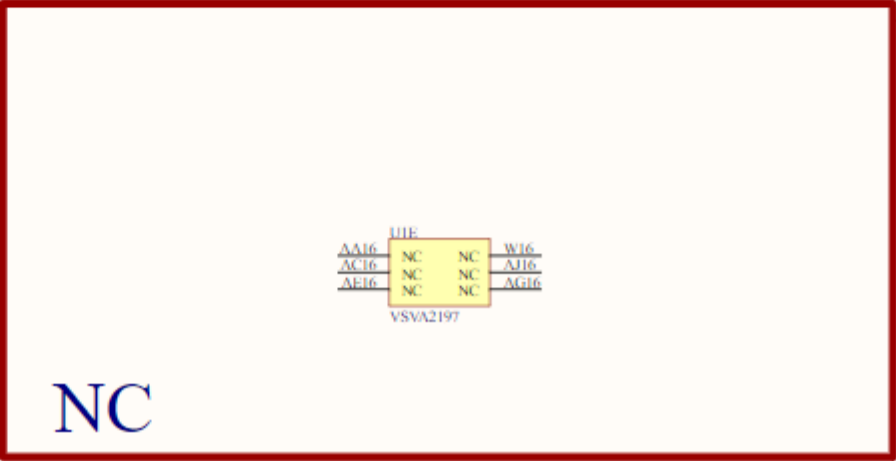 U1E
AA16 NC NC W16
AC16 NC NC AJ16
AE16 NC NC AG16
VSVA2197
NC